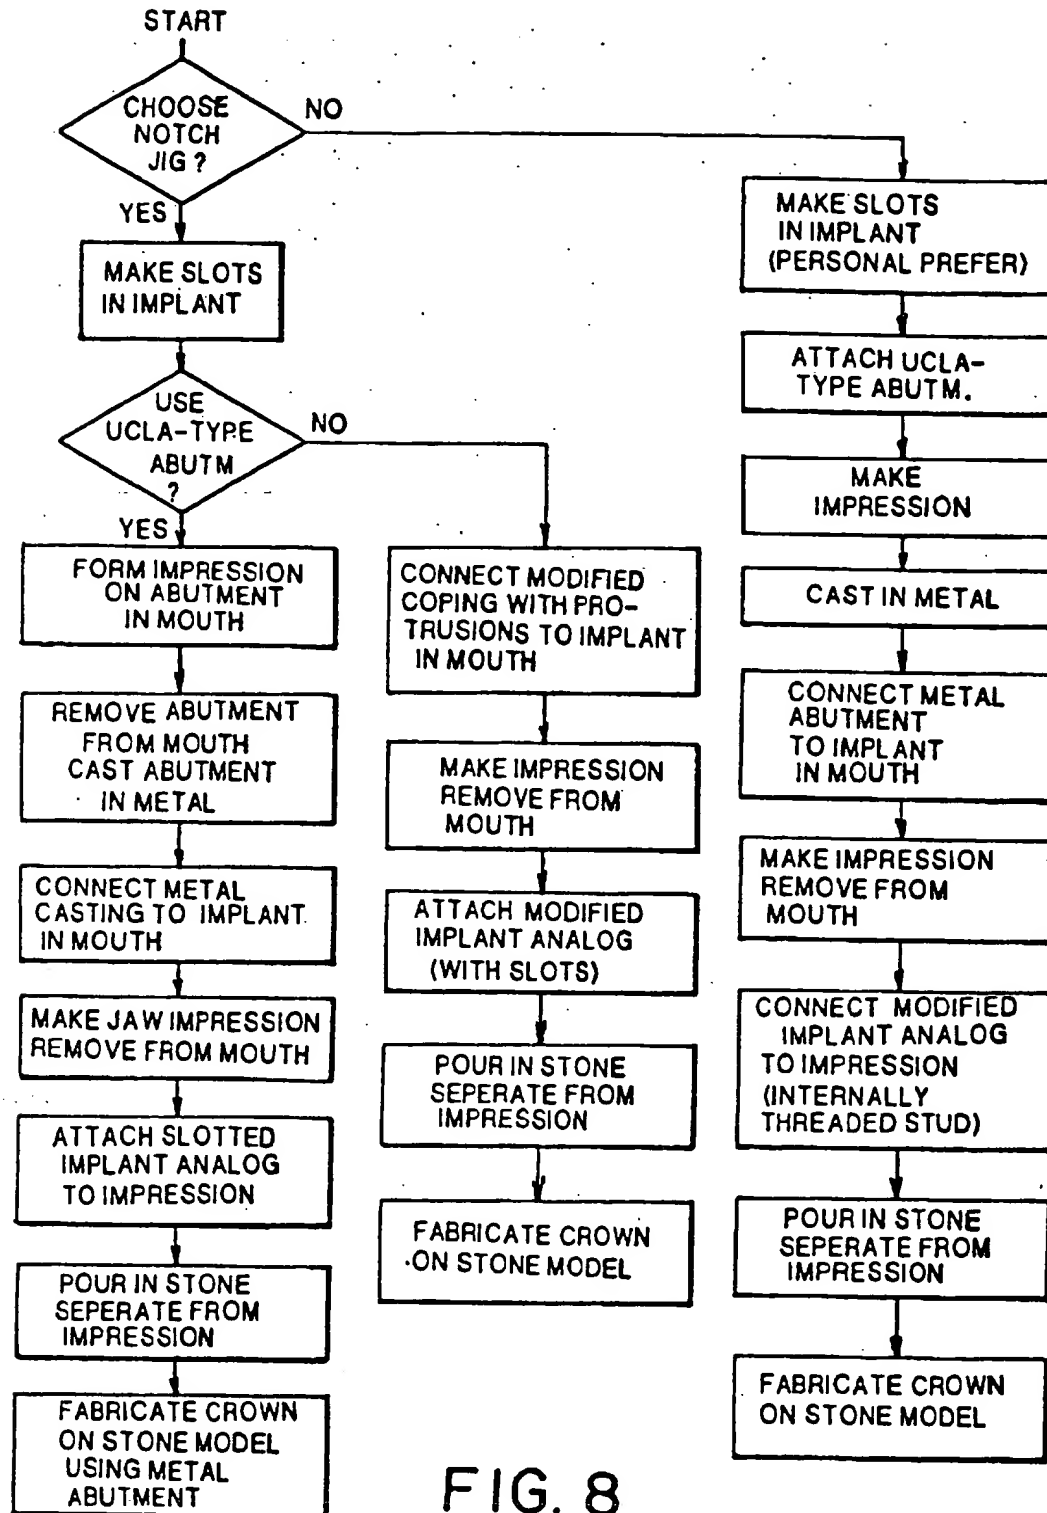 START
CHOOSE
NOTCH
JIG ?
NO
YES
MAKE SLOTS
IN IMPLANT
USE
UCLA-TYPE
ABUTM
?
NO
YES
FORM IMPRESSION
ON ABUTMENT
IN MOUTH
REMOVE ABUTMENT
FROM MOUTH
CAST ABUTMENT
IN METAL
CONNECT METAL
CASTING TO IMPLANT
IN MOUTH
MAKE JAW IMPRESSION
REMOVE FROM MOUTH
ATTACH SLOTTED
IMPLANT ANALOG
TO IMPRESSION
POUR IN STONE
SEPERATE FROM
IMPRESSION
FABRICATE CROWN
ON STONE MODEL
USING METAL
ABUTMENT
CONNECT MODIFIED
COPING WITH PRO-
TRUSIONS TO IMPLANT
IN MOUTH
MAKE IMPRESSION
REMOVE FROM
MOUTH
ATTACH MODIFIED
IMPLANT ANALOG
(WITH SLOTS)
POUR IN STONE
SEPERATE FROM
IMPRESSION
FABRICATE CROWN
ON STONE MODEL
MAKE SLOTS
IN IMPLANT
(PERSONAL PREFER)
ATTACH UCLA-
TYPE ABUTM.
MAKE
IMPRESSION
CAST IN METAL
CONNECT METAL
ABUTMENT
TO IMPLANT
IN MOUTH
MAKE IMPRESSION
REMOVE FROM
MOUTH
CONNECT MODIFIED
IMPLANT ANALOG
TO IMPRESSION
(INTERNALLY
THREADED STUD)
POUR IN STONE
SEPERATE FROM
IMPRESSION
FABRICATE CROWN
ON STONE MODEL
FIG. 8